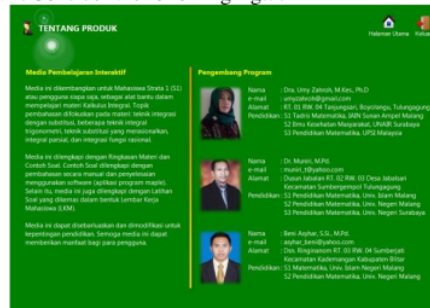 TENTANG PRODUK
Halaman Utama
Media Pembelajaran Interaktif
Media ini dikembangkan untuk Mahasiswa Strata 1 (S1)
atau pengguna siapa saja, sebagai alat bantu dalam
mempelajari materi Kalkulus Integral. Topik
pembahasan difokuskan pada materi: teknik integrasi
dengan substitusi, beberapa teknik integral
trigonometri, teknik substitusi yang merasionalkan,
integral parsial, dan integrasi fungsi rasional.
Media ini dilengkapi dengan Ringkasan Materi dan
Contoh Soal. Contoh Soal dilengkapi dengan
pembahasan secara manual dan penyelesaian
menggunakan software (aplikasi program maple).
Selain itu, media ini juga dilengkapi dengan Latihan
Soal yang dikemas dalam bentuk Lembar Kerja
Mahasiswa (LKM).
Media ini dapat disebarluaskan dan dimodifikasi untuk
kepentingan pendidikan. Semoga media ini dapat
memberikan manfaat bagi para pengguna.
Pengembang Program
Nama : Dra. Umy Zahroh, M.Kes., Ph.D
e-mail : umyzahroh@gmail.com
Alamat : RT. 01 RW. 04 Tanjungsari, Boyolangu, Tulungagung
Pendidikan : S1 Tadris Matematika, IAIN Sunan Ampel Malang
S2 Ilmu Kesehatan Masyarakat, UNAIR Surabaya
S3 Pendidikan Matematika, UPSI Malaysia
Nama : Dr. Muniri, M.Pd.
e-mail : muniri_t@yahoo.com
Alamat : Dusun Jabalan RT. 02 RW. 03 Desa Jabalsari
Kecamatan Sumbergempol Tulungagung
Pendidikan : S1 Pendidikan Matematika, Univ. Islam Malang
S2 Pendidikan Matematika, Univ. Negeri Malang
S3 Pendidikan Matematika, Univ. Negeri Surabaya
Nama : Beni Asyhar, S.Si., M.Pd.
e-mail : asyhar_beni@yahoo.com
Alamat : Dsn. Ringinanom RT. 03 RW. 04 Sumberjati
Kecamatan Kademangan Kabupaten Blitar
Pendidikan : S1 Matematika, Univ. Islam Negeri Malang
S2 Pendidikan Matematika, Univ. Negeri Malang